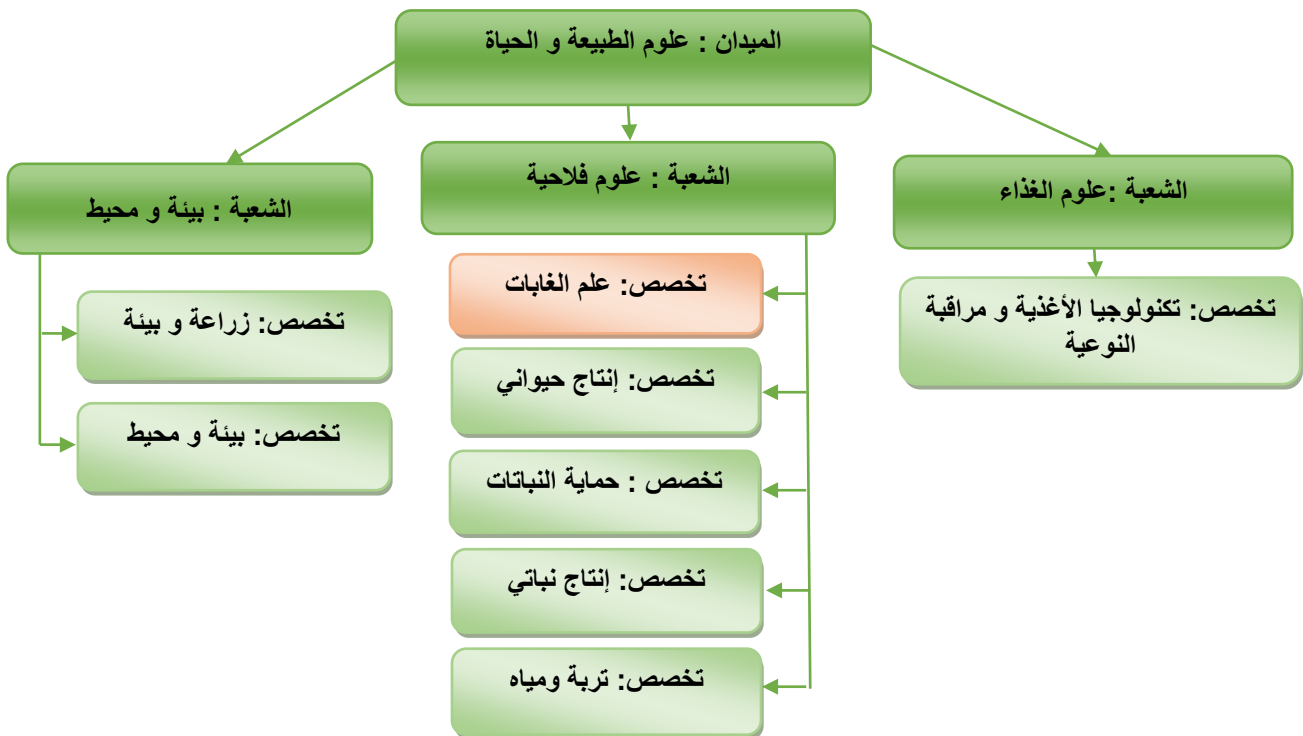 الميدان : علوم الطبيعة و الحياة
الشعبة :علوم الغذاء
تخصص: تكنولوجيا الأغذية و مراقبة
النوعية
الشعبة : علوم فلاحية
تخصص: علم الغابات
تخصص: إنتاج حيواني
تخصص : حماية النباتات
تخصص: إنتاج نباتي
تخصص: تربة ومياه
الشعبة : بيئة و محيط
تخصص: زراعة و بيئة
تخصص: بيئة و محيط